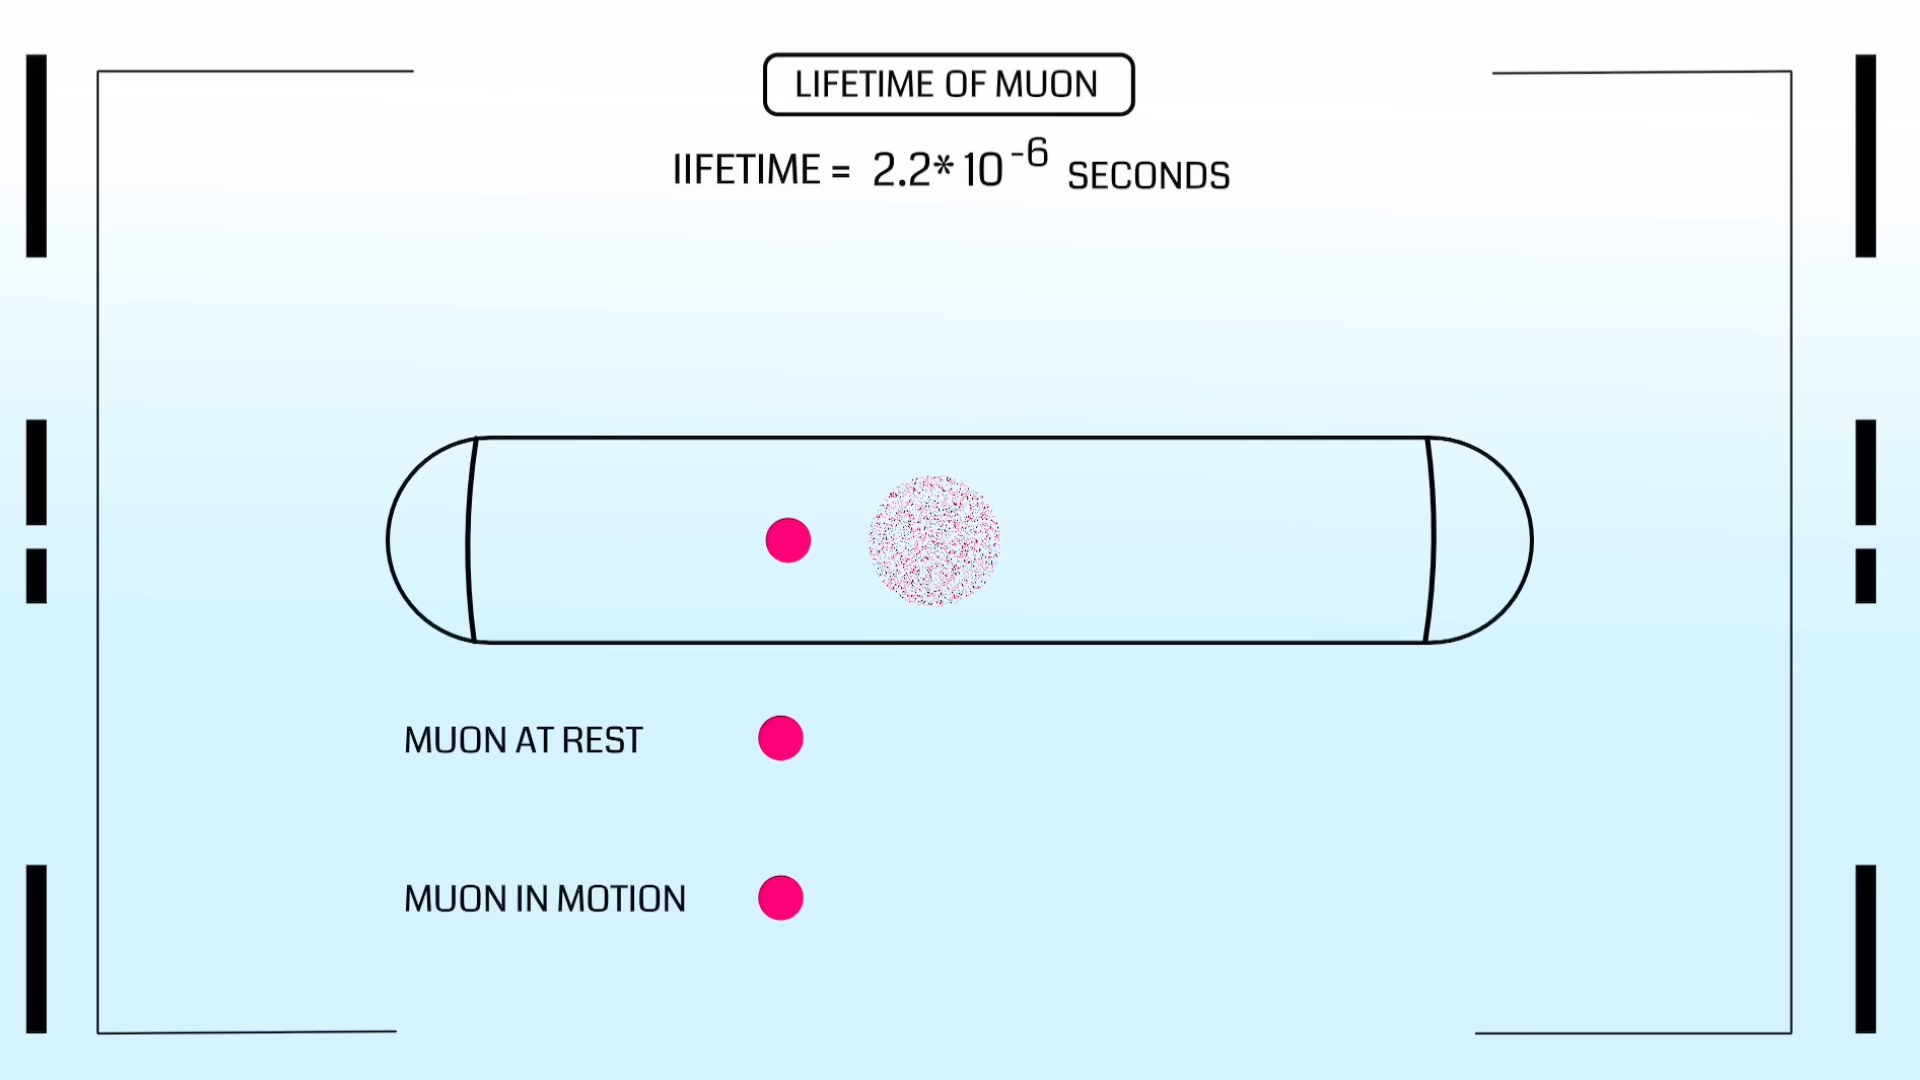 LIFETIME OF MUON
IIFETIME = 2.2* 10⁻⁶ SECONDS
MUON AT REST
MUON IN MOTION